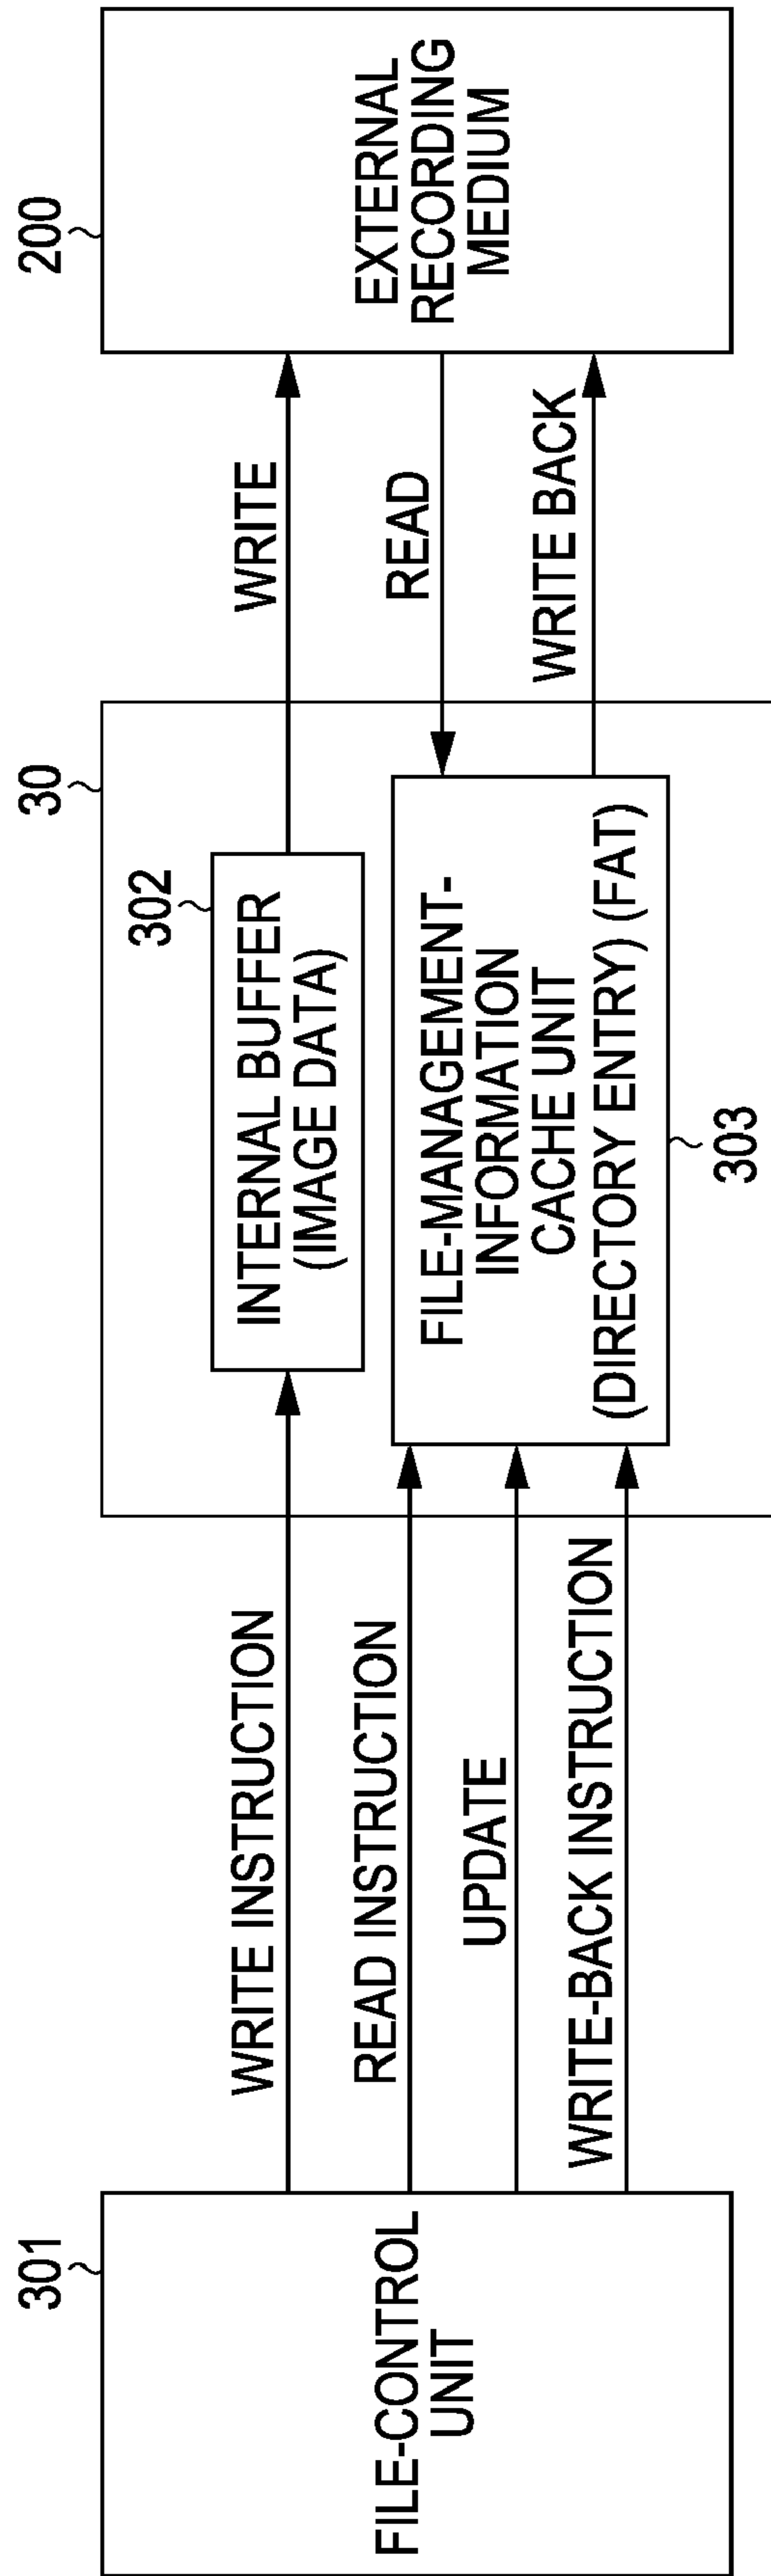 301
FILE-CONTROL
UNIT
WRITE INSTRUCTION
READ INSTRUCTION
UPDATE
WRITE-BACK INSTRUCTION
30
302
INTERNAL BUFFER
(IMAGE DATA)
FILE-MANAGEMENT-
INFORMATION
CACHE UNIT
(DIRECTORY ENTRY) (FAT)
303
WRITE
READ
WRITE BACK
200
EXTERNAL
RECORDING
MEDIUM